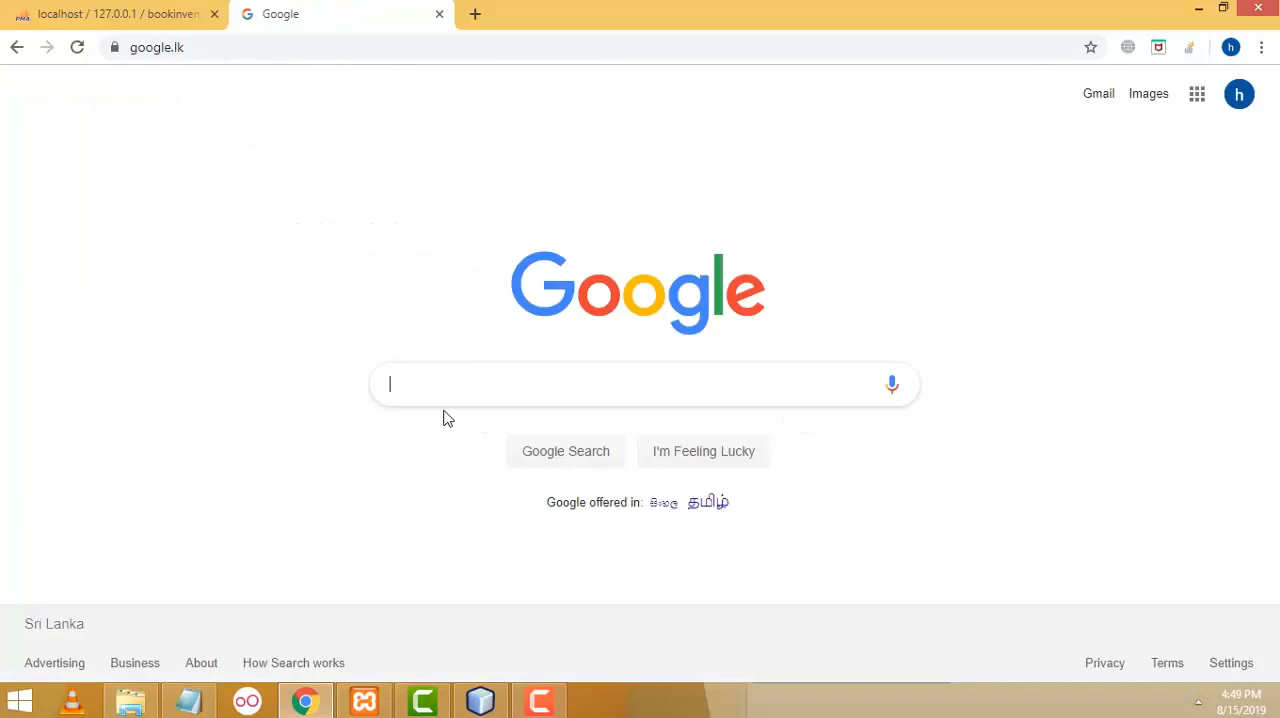 localhost / 127.0.0.1 / bookinven
Google
google.lk
h
Gmail
Images
h
Google
Google Search
I'm Feeling Lucky
Google offered in: සිංහල தமிழ்
Sri Lanka
Advertising
Business
About
How Search works
Privacy
Terms
Settings
4:49 PM
8/15/2019